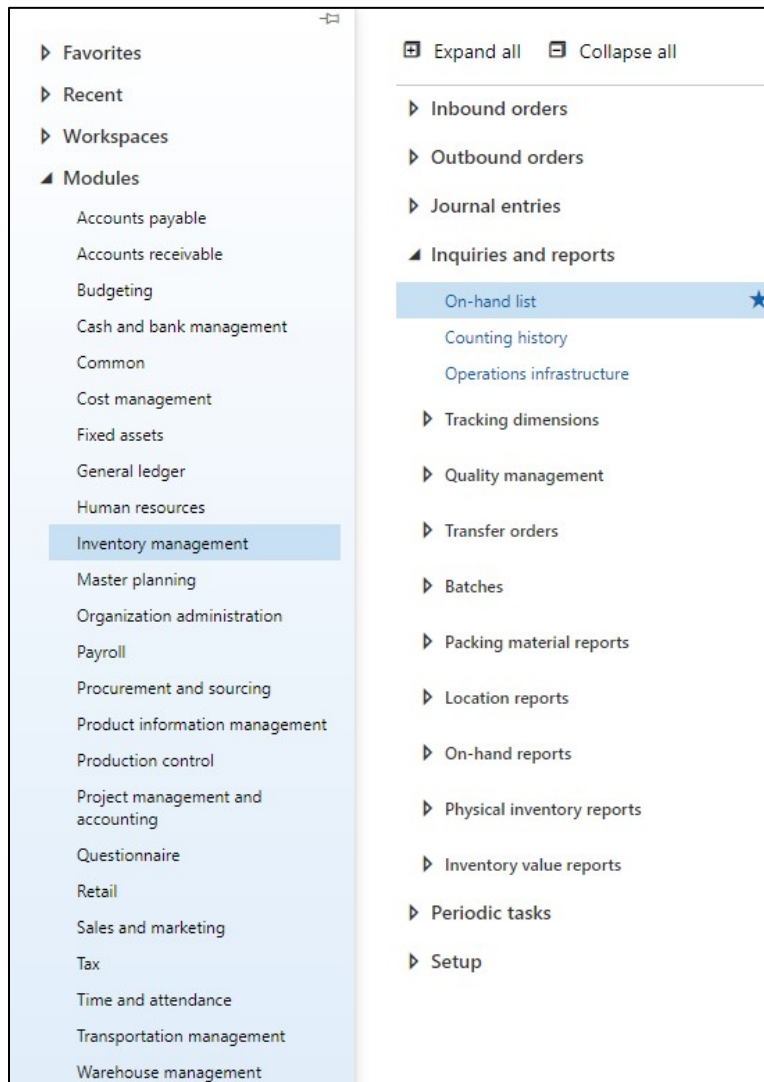 Favorites
Recent
Workspaces
Modules
Accounts payable
Accounts receivable
Budgeting
Cash and bank management
Common
Cost management
Fixed assets
General ledger
Human resources
Inventory management
Master planning
Organization administration
Payroll
Procurement and sourcing
Product information management
Production control
Project management and
accounting
Questionnaire
Retail
Sales and marketing
Tax
Time and attendance
Transportation management
Warehouse management
Expand all Collapse all
Inbound orders
Outbound orders
Journal entries
Inquiries and reports
On-hand list
Counting history
Operations infrastructure
Tracking dimensions
Quality management
Transfer orders
Batches
Packing material reports
Location reports
On-hand reports
Physical inventory reports
Inventory value reports
Periodic tasks
Setup